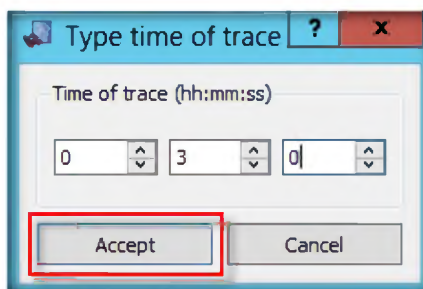 Type time of trace ? x
Time of trace (hh:mm:ss)
0 3 0
Accept Cancel